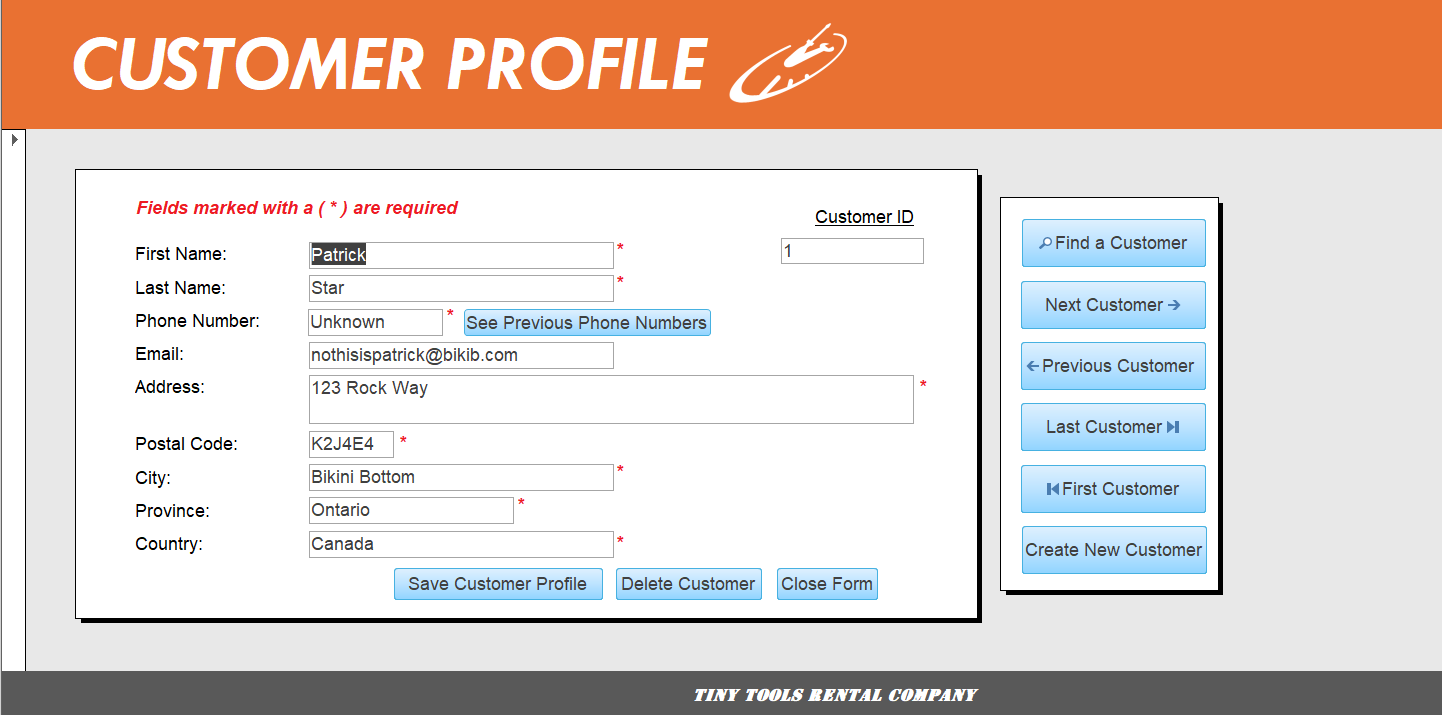 CUSTOMER PROFILE
Fields marked with a ( * ) are required
Customer ID
First Name: Patrick * 1
Last Name: Star *
Phone Number: Unknown * See Previous Phone Numbers
Email: nothisispatrick@bikib.com
Address: 123 Rock Way *
Postal Code: K2J4E4 *
City: Bikini Bottom *
Province: Ontario *
Country: Canada *
Save Customer Profile Delete Customer Close Form
Find a Customer
Next Customer
Previous Customer
Last Customer
First Customer
Create New Customer
TINY TOOLS RENTAL COMPANY